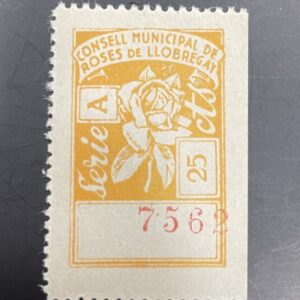 CONSELL MUNICIPAL DE
ROSES DE LLOBREGAT
Serie A
25 cts
7562